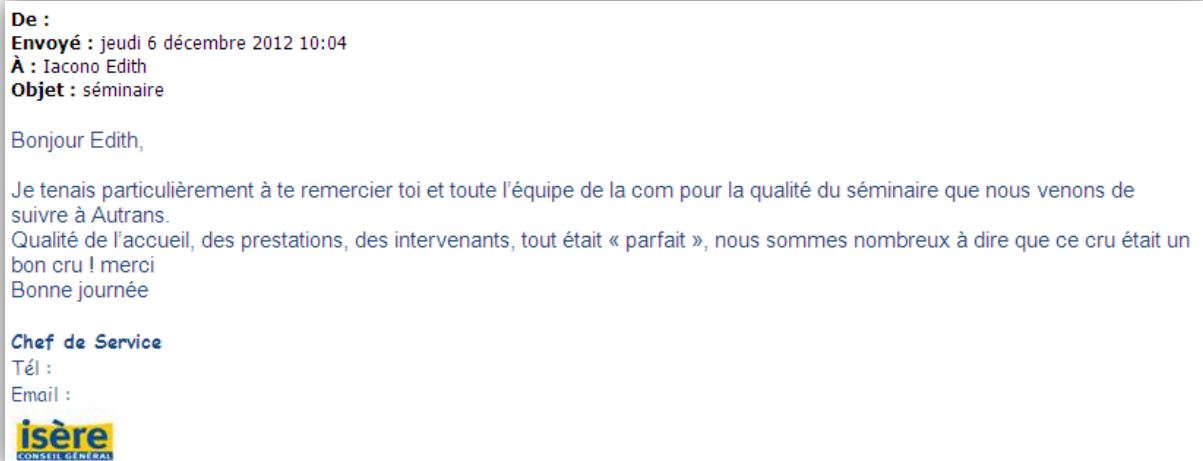 De :
Envoyé : jeudi 6 décembre 2012 10:04
À : Iacono Edith
Objet : séminaire
Bonjour Edith,
Je tenais particulièrement à te remercier toi et toute l’équipe de la com pour la qualité du séminaire que nous venons de
suivre à Autrans.
Qualité de l’accueil, des prestations, des intervenants, tout était « parfait », nous sommes nombreux à dire que ce cru était un
bon cru ! merci
Bonne journée
Chef de Service
Tél :
Email :
isère
CONSEIL GÉNÉRAL